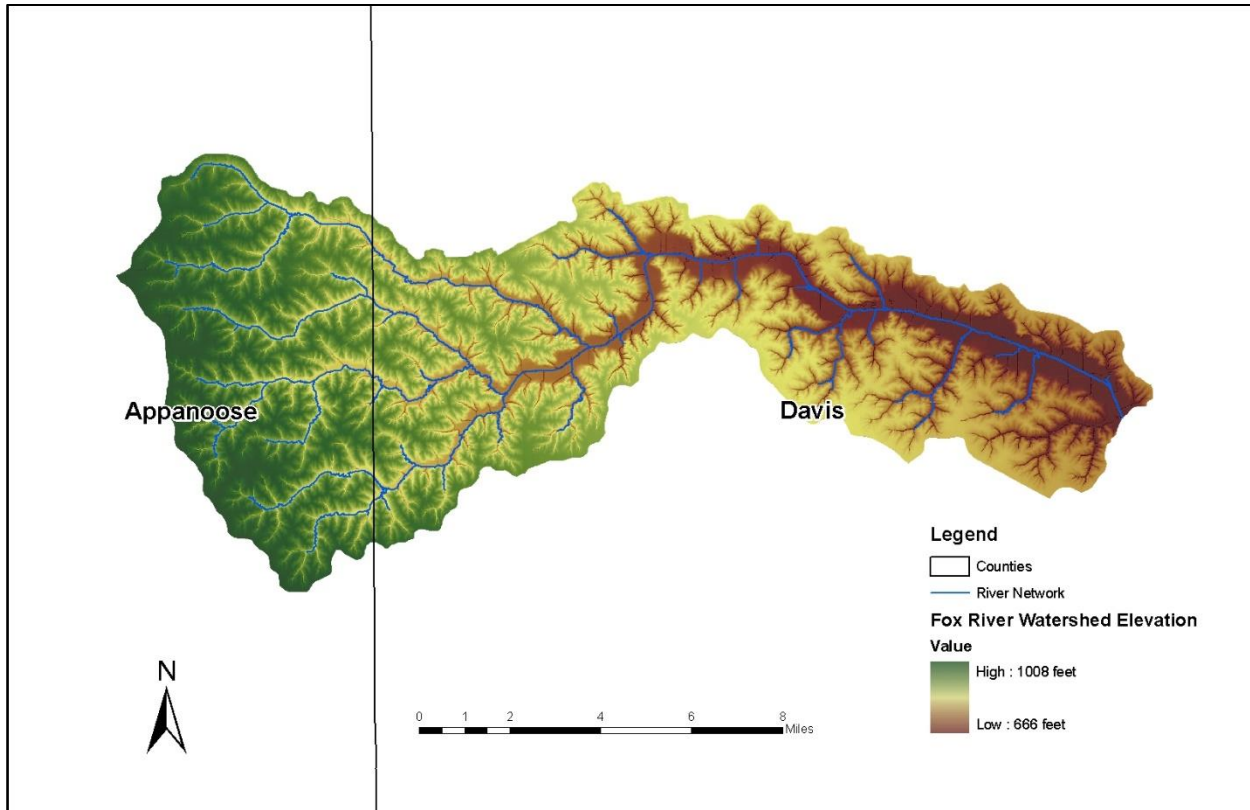 Appanoose
Davis
Legend
Counties
River Network
Fox River Watershed Elevation
Value
High : 1008 feet
Low : 666 feet
N
0 1 2 4 6 8
Miles